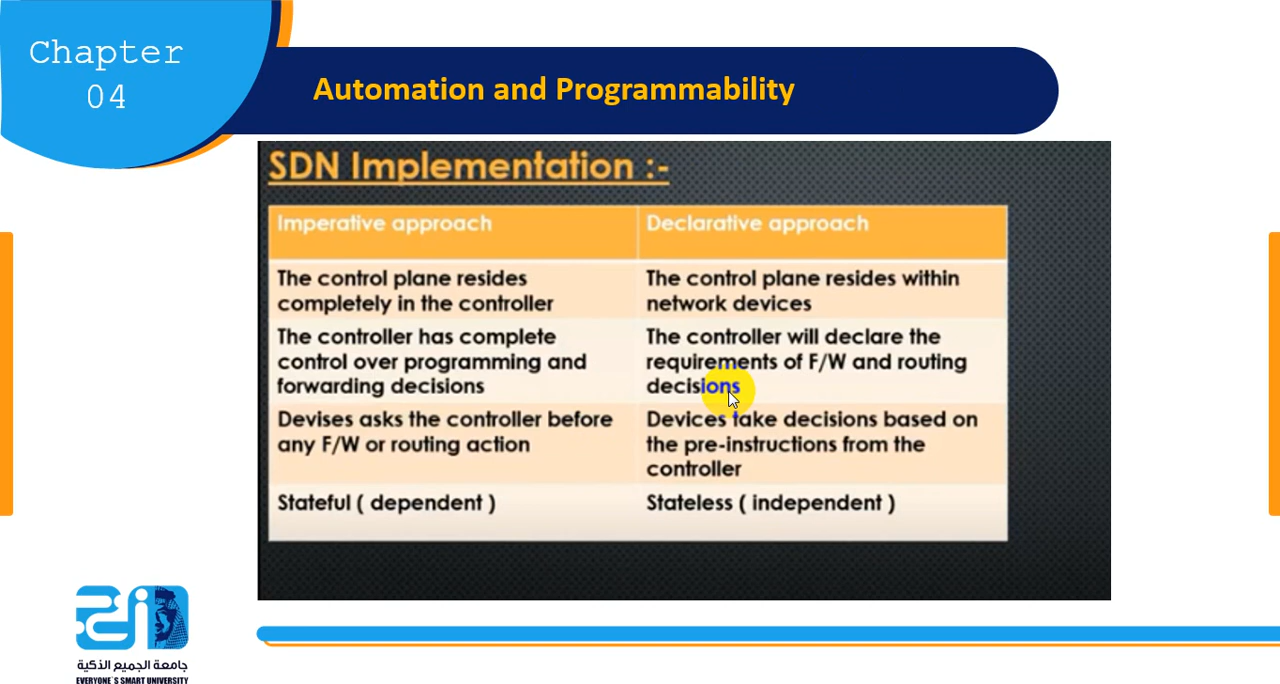 Chapter
04
Automation and Programmability
SDN Implementation :-
Imperative approach
Declarative approach
The control plane resides
completely in the controller
The control plane resides within
network devices
The controller has complete
control over programming and
forwarding decisions
The controller will declare the
requirements of F/W and routing
decisions
Devises asks the controller before
any F/W or routing action
Devices take decisions based on
the pre-instructions from the
controller
Stateful ( dependent )
Stateless ( independent )
جامعة الجميع الذكية
EVERYONE`S SMART UNIVERSITY